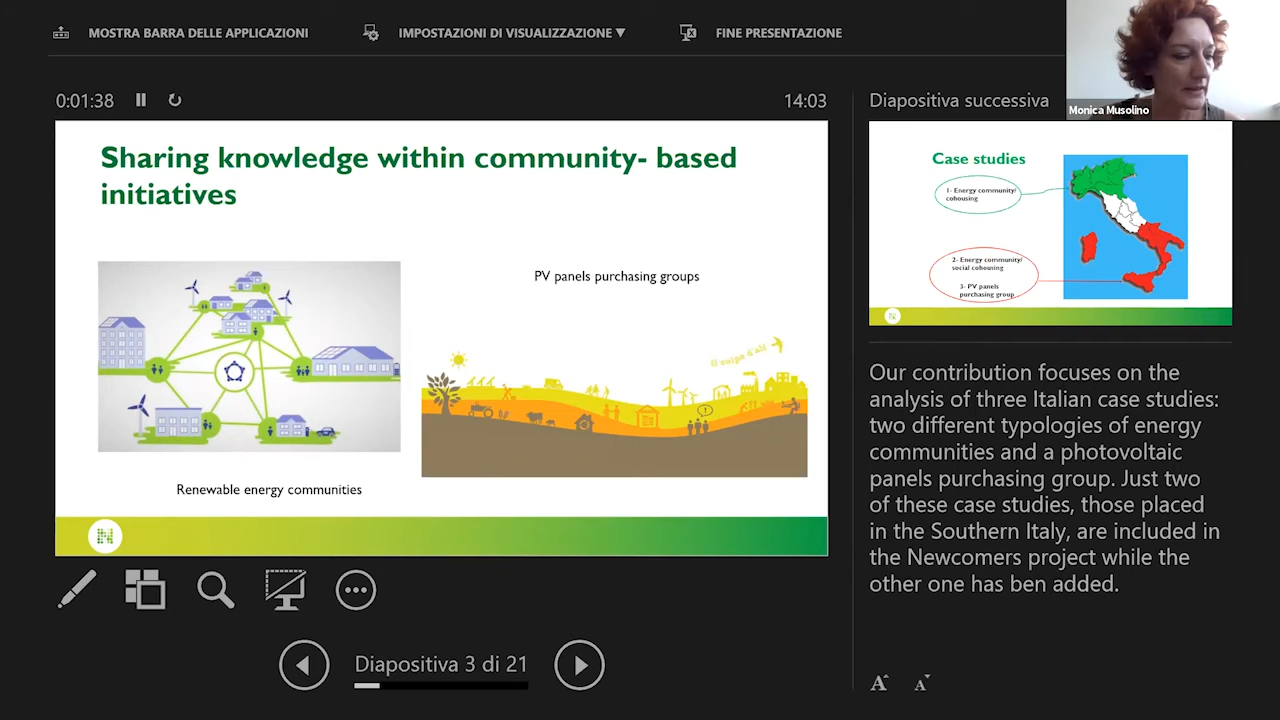 MOSTRA BARRA DELLE APPLICAZIONI
IMPOSTAZIONI DI VISUALIZZAZIONE ▼
FINE PRESENTAZIONE
Monica Musolino
0:01:38
14:03
Sharing knowledge within community- based
initiatives
PV panels purchasing groups
il colpo d'ali
Renewable energy communities
N
Diapositiva 3 di 21
Diapositiva successiva
Case studies
1- Energy community/
cohousing
2- Energy community/
social cohousing
3- PV panels
purchasing group
N
Our contribution focuses on the
analysis of three Italian case studies:
two different typologies of energy
communities and a photovoltaic
panels purchasing group. Just two
of these case studies, those placed
in the Southern Italy, are included in
the Newcomers project while the
other one has ben added.
A A